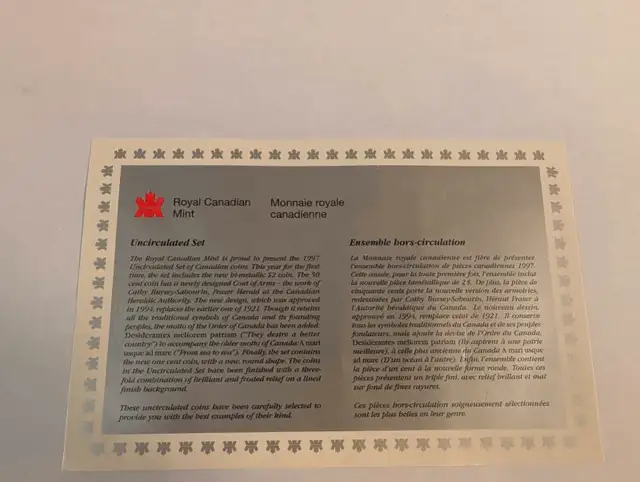 Royal Canadian
Mint
Monnaie royale
canadienne
Uncirculated Set
The Royal Canadian Mint is proud to present the 1997
Uncirculated Set of Canadian coins. This year for the first
time, the set includes the new bi-metallic $2 coin. The 50
cent coin has a newly designed Coat of Arms – the work of
Cathy Bursey-Sabourin, Fraser Herald at the Canadian
Heraldic Authority. The new design, which was approved
in 1994, replaces the earlier one of 1921. Though it retains
all the traditional symbols of Canada and its founding
peoples, the motto of the Order of Canada has been added:
Desiderantes meliorem patriam ("They desire a better
country") to accompany the older motto of Canada A mari
usque ad mare ("From sea to sea"). Finally, the set contains
the new one cent coin, with a new, round shape. The coins
in the Uncirculated Set have been finished with a three-
fold combination of brilliant and frosted relief on a lined
finish background.
These uncirculated coins have been carefully selected to
provide you with the best examples of their kind.
Ensemble hors-circulation
La Monnaie royale canadienne est fière de présenter
l'ensemble hors-circulation de pièces canadiennes 1997.
Cette année, pour la toute première fois, l'ensemble inclut
la nouvelle pièce bimétallique de 2 $. De plus, la pièce de
cinquante cents porte la nouvelle version des armoiries,
redessinées par Cathy Bursey-Sabourin, Héraut Fraser à
l'Autorité héraldique du Canada. Le nouveau dessin,
approuvé en 1994, remplace celui de 1921. Il conserve
tous les symboles traditionnels du Canada et de ses peuples
fondateurs, mais ajoute la devise de l'Ordre du Canada,
Desiderantes meliorem patriam (Ils aspirent à une patrie
meilleure), à celle plus ancienne du Canada A mari usque
ad mare (D'un océan à l'autre). Enfin, l'ensemble contient
la pièce d'un cent à la nouvelle forme ronde. Toutes ces
pièces présentent un triple fini, avec relief brillant et mat
sur fond de fines rayures.
Ces pièces hors-circulation soigneusement sélectionnées
sont les plus belles en leur genre.